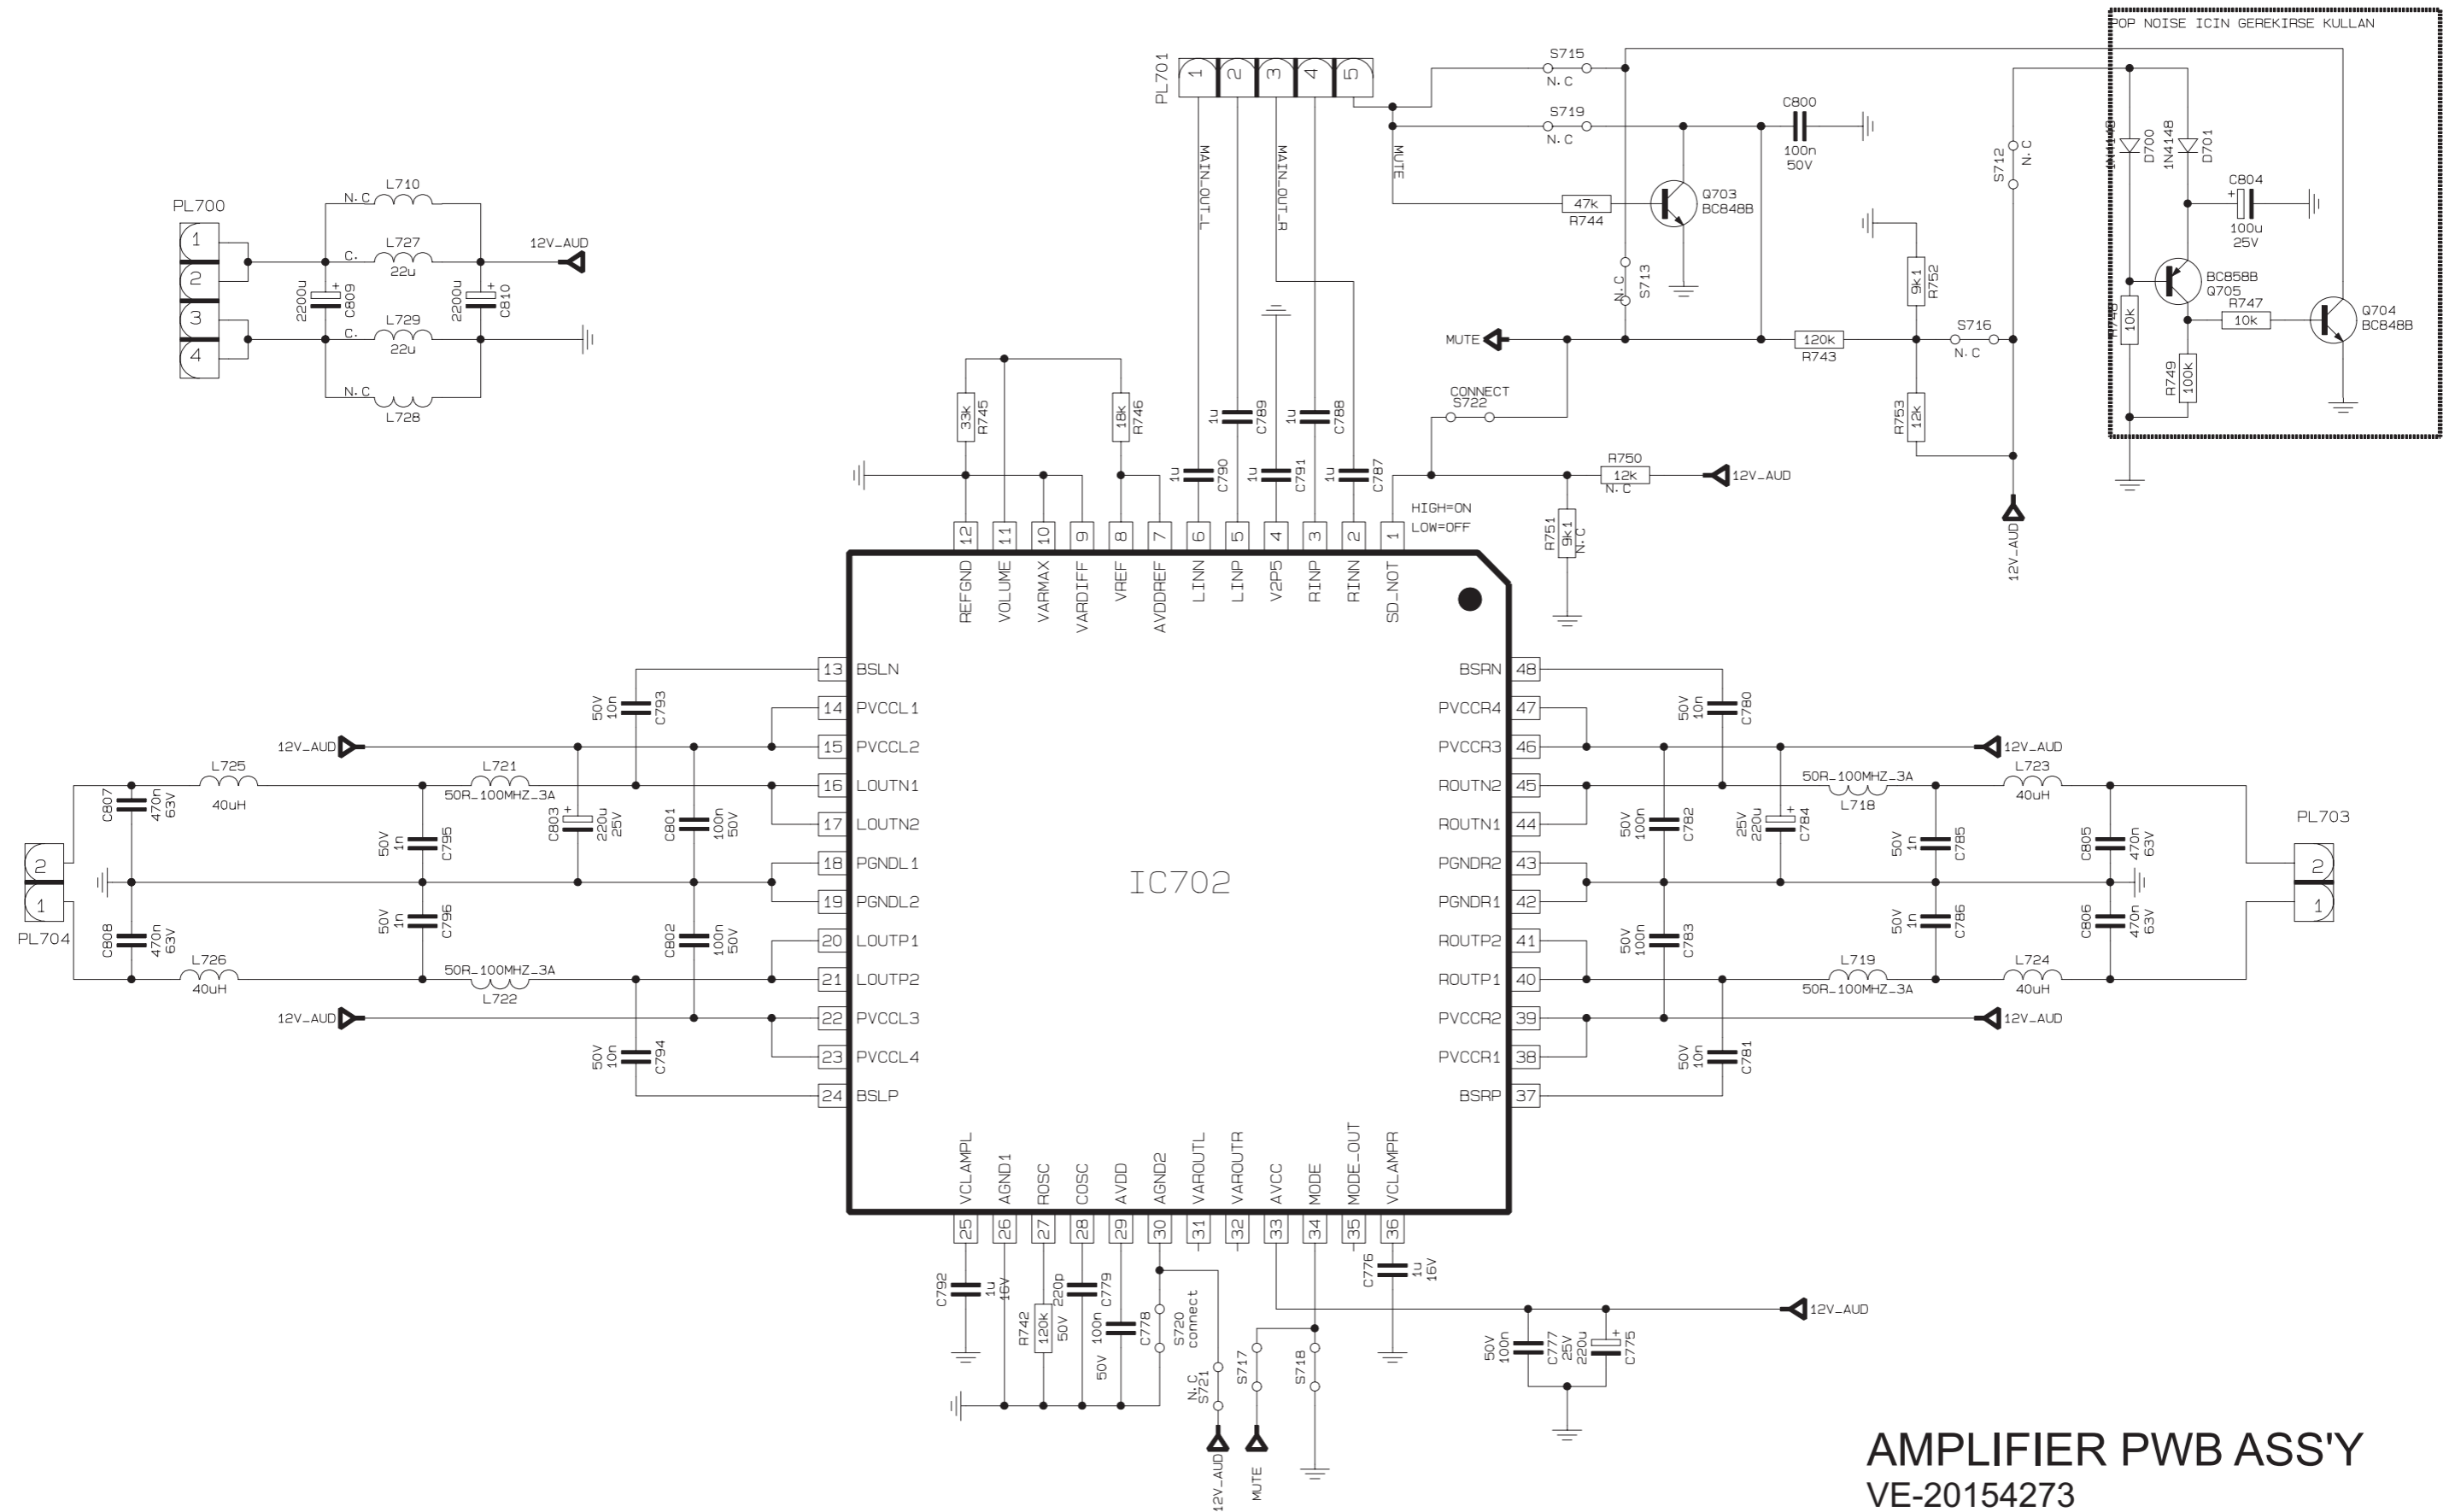 POP NOISE ICIN GEREKIRSE KULLAN
PL701
1 2 3 4 5
S715
N.C
S719
N.C
C800
100n
50V
MAIN_OUT_L
MAIN_OUT_R
MUTE
47k
R744
Q703
BC848B
S712
N.C
1N4148
D700
1N4148
D701
C804
+
100u
25V
BC858B
Q705
R747
10k
Q704
BC848B
10k
R749
100k
PL700
1
2
3
4
N.C
L710
C.
L727
22u
12V_AUD
2200u
+
C809
2200u
+
C810
C.
L729
22u
N.C
L728
N.C
S713
9k1
R752
MUTE
120k
R743
S716
N.C
CONNECT
S722
R753
12k
33k
R745
18k
R746
1u
C789
1u
C788
1u
C790
1u
C791
1u
C787
R750
12k
N.C
12V_AUD
HIGH=ON
LOW=OFF
R751
9k1
N.C
12V_AUD
12 11 10 9 8 7 6 5 4 3 2 1
REFGND
VOLUME
VARMAX
VARDIFF
VREF
AVDDREF
LINN
LINP
V2P5
RINP
RINN
SD_NOT
IC702
13 BSLN
14 PVCCL1
15 PVCCL2
16 LOUTN1
17 LOUTN2
18 PGNDL1
19 PGNDL2
20 LOUTP1
21 LOUTP2
22 PVCCL3
23 PVCCL4
24 BSLP
BSRN 48
PVCCR4 47
PVCCR3 46
ROUTN2 45
ROUTN1 44
PGNDR2 43
PGNDR1 42
ROUTP2 41
ROUTP1 40
PVCCR2 39
PVCCR1 38
BSRP 37
50V
10n
C793
12V_AUD
L725
40uH
L721
50R_100MHZ_3A
C807
470n
63V
50V
1n
C795
C803
+
220u
25V
C801
100n
50V
2
1
PL704
C808
470n
63V
50V
1n
C796
C802
100n
50V
L726
40uH
50R_100MHZ_3A
L722
12V_AUD
50V
10n
C794
50V
10n
C780
12V_AUD
50R_100MHZ_3A
L718
L723
40uH
50V
100n
C782
25V
220u
+
C784
50V
1n
C785
C805
470n
63V
PL703
2
1
50V
100n
C783
50V
1n
C786
C806
470n
63V
L719
50R_100MHZ_3A
L724
40uH
12V_AUD
50V
10n
C781
VCLAMPL
AGND1
ROSC
COSC
AVDD
AGND2
VAROUTL
VAROUTR
AVCC
MODE
MODE_OUT
VCLAMPR
25 26 27 28 29 30 31 32 33 34 35 36
C792
1u
16V
R742
120k
50V
220p
C779
50V
100n
C778
S720
connect
N.C
S721
S717
S718
C776
1u
16V
12V_AUD
50V
100n
C777
25V
220u
+
C775
12V_AUD
MUTE
AMPLIFIER PWB ASS'Y
VE-20154273